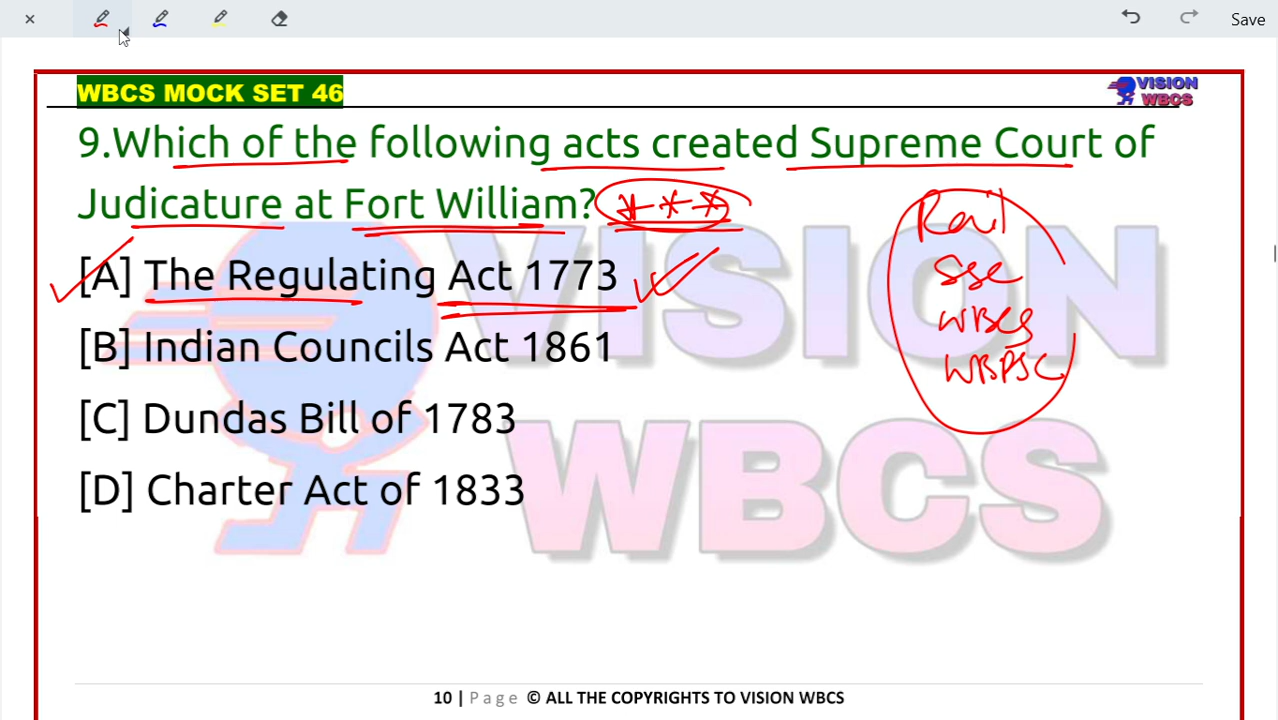 Save
WBCS MOCK SET 46
VISION
WBCS
9.Which of the following acts created Supreme Court of
Judicature at Fort William? ***
[A] The Regulating Act 1773
[B] Indian Councils Act 1861
[C] Dundas Bill of 1783
[D] Charter Act of 1833
Rail
SSC
WBCS
WBPSC
VISION
WBCS
10 | Page © ALL THE COPYRIGHTS TO VISION WBCS